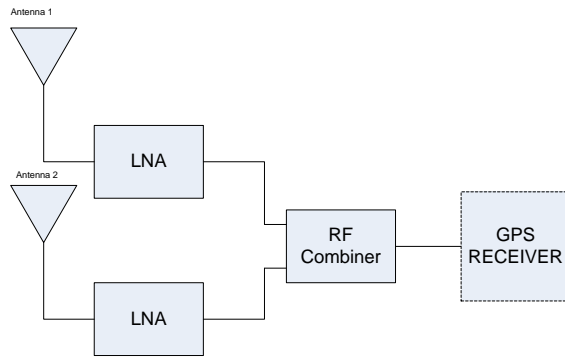 Antenna 1
LNA
Antenna 2
LNA
RF
Combiner
GPS
RECEIVER